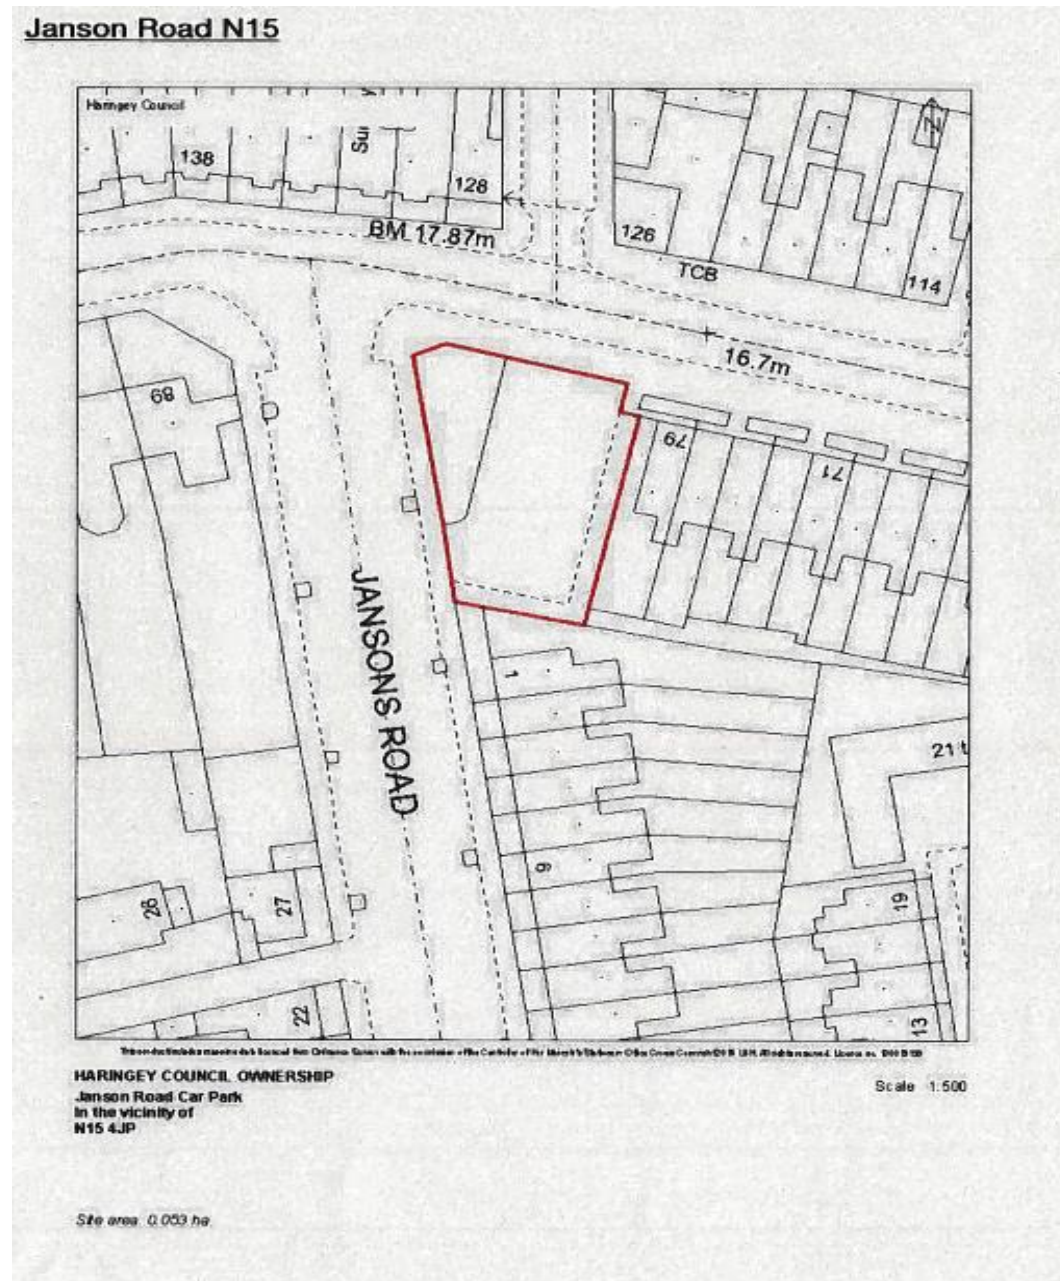 Janson Road N15
Haringey Council
138
128
BM 17.87m
126
TCB
114
16.7m
89
79
71
JANSONS ROAD
1
21
9
26
27
19
22
13
HARINGEY COUNCIL OWNERSHIP
Janson Road Car Park
In the vicinity of
N15 4JP
Scale 1:500
Site area 0.053 ha